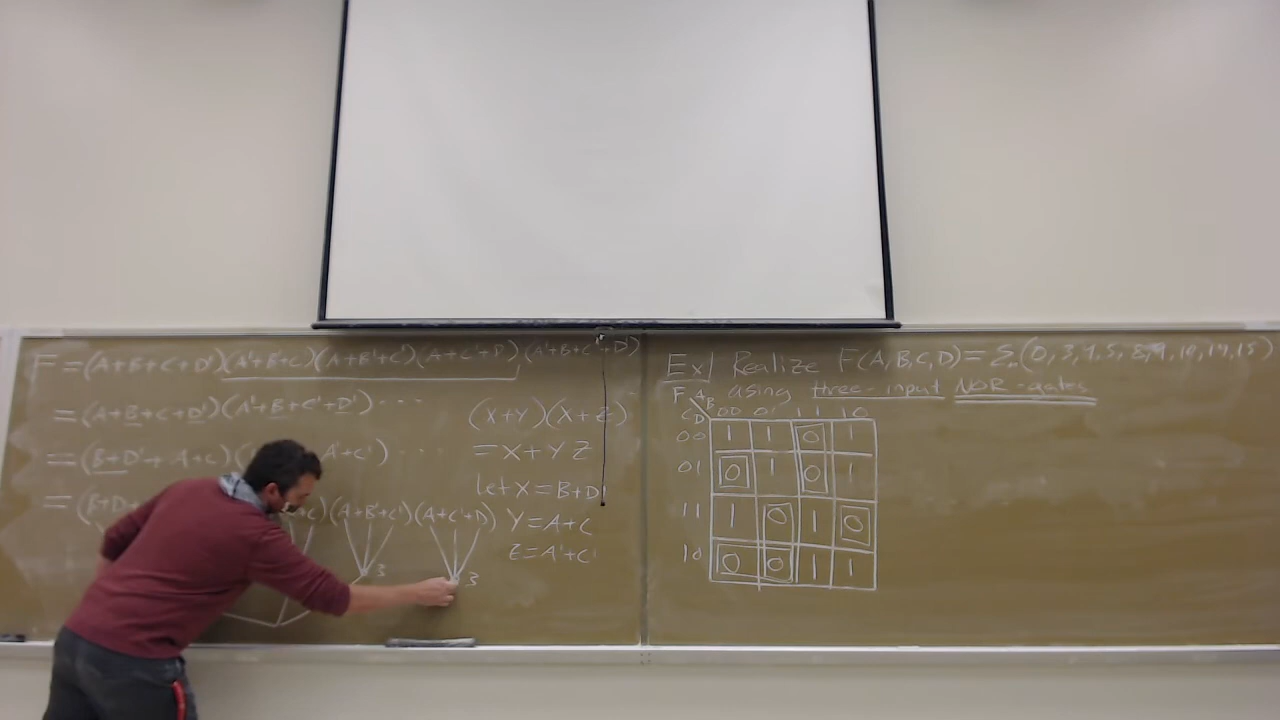 F = (A+B+C+D')(A'+B+C)(A+B'+C')(A+C'+D)(A'+B+C'+D')
= (A+B+C+D')(A'+B+C'+D') ...
= (B+D'+A+C) A'+C') ...
= (B+D (A+B'+C')(A+C'+D)
3 3
(X+Y)(X+Z)
= X+YZ
let X=B+D
Y=A+C
Z=A'+C'
Ex| Realize F(A,B,C,D)=Σm(0,3,4,5,8,9,10,14,15)
using three-input NOR-gates
F AB
CD 00 01 11 10
00 1 1 0 1
01 0 1 0 1
11 1 0 1 0
10 0 0 1 1